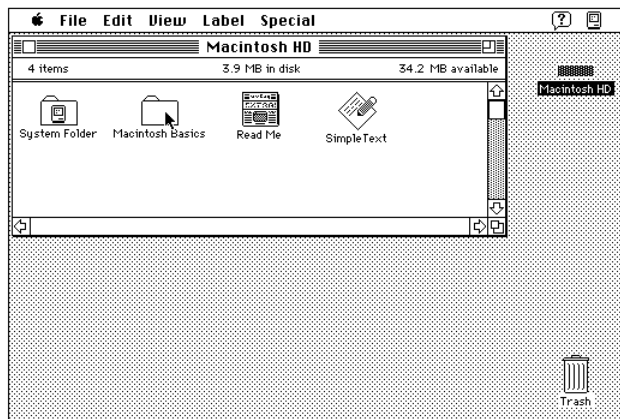 File Edit View Label Special
Macintosh HD
4 items 3.9 MB in disk 34.2 MB available
Macintosh HD
System Folder Macintosh Basics Read Me SimpleText
Trash